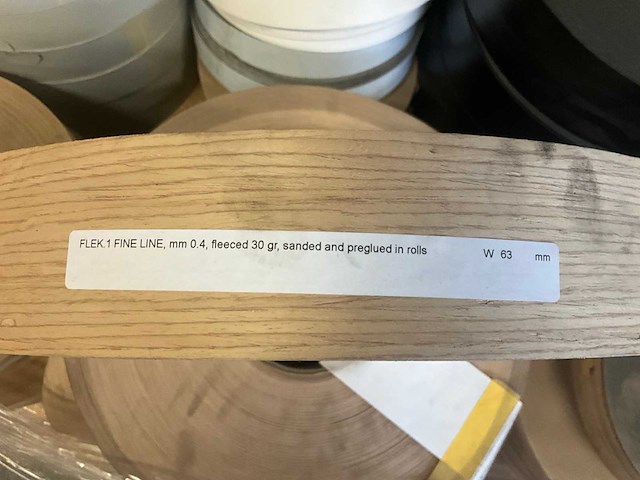 FLEK.1 FINE LINE, mm 0.4, fleeced 30 gr, sanded and preglued in rolls W 63 mm